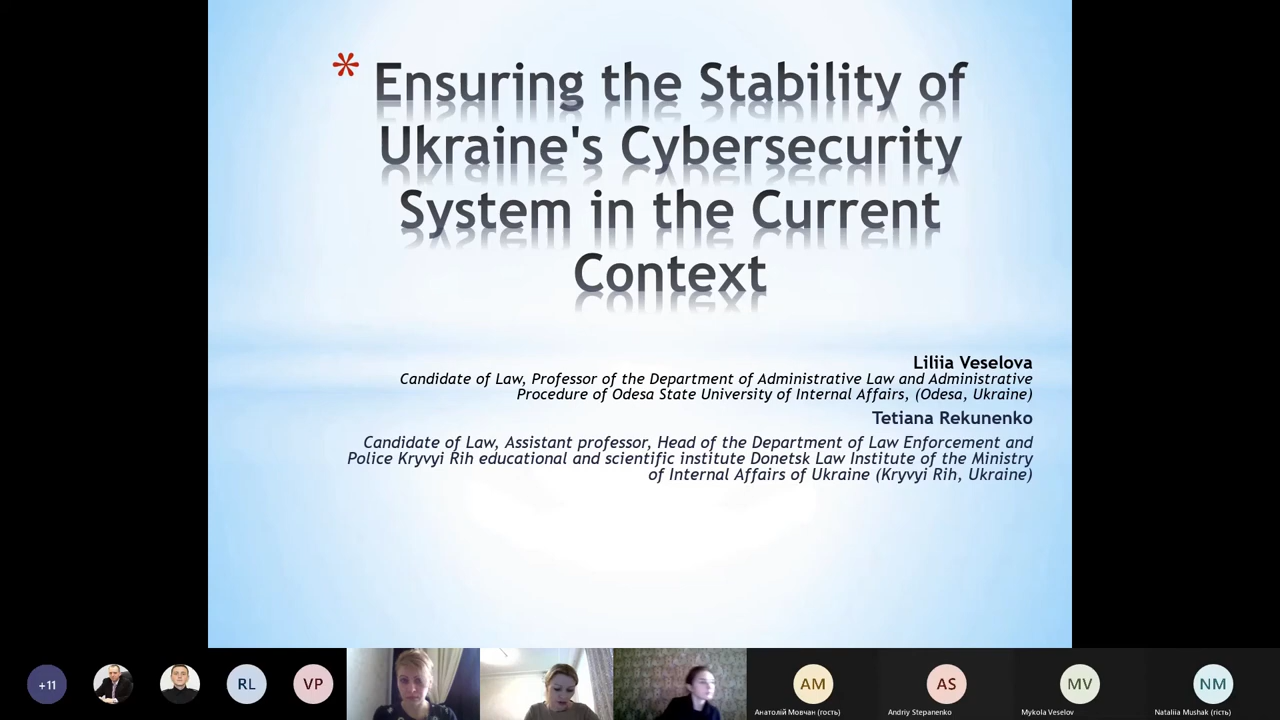 * Ensuring the Stability of
Ukraine's Cybersecurity
System in the Current
Context
Liliia Veselova
Candidate of Law, Professor of the Department of Administrative Law and Administrative
Procedure of Odesa State University of Internal Affairs, (Odesa, Ukraine)
Tetiana Rekunenko
Candidate of Law, Assistant professor, Head of the Department of Law Enforcement and
Police Kryvyi Rih educational and scientific institute Donetsk Law Institute of the Ministry
of Internal Affairs of Ukraine (Kryvyi Rih, Ukraine)
+11
RL
VP
AM
AS
MV
NM
Анатолій Мовчан (гость)
Andriy Stepanenko
Mykola Veselov
Nataliia Mushak (гість)